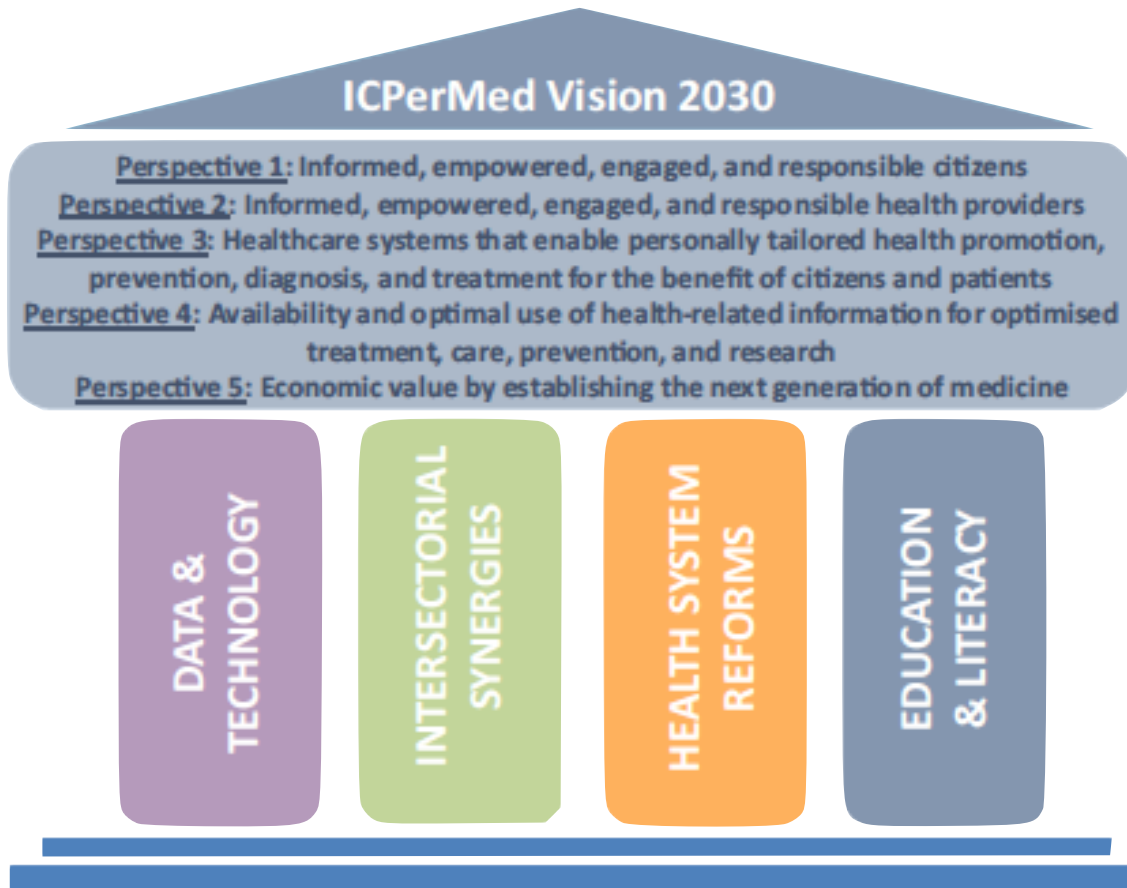 ICPerMed Vision 2030
Perspective 1: Informed, empowered, engaged, and responsible citizens
Perspective 2: Informed, empowered, engaged, and responsible health providers
Perspective 3: Healthcare systems that enable personally tailored health promotion,
prevention, diagnosis, and treatment for the benefit of citizens and patients
Perspective 4: Availability and optimal use of health-related information for optimised
treatment, care, prevention, and research
Perspective 5: Economic value by establishing the next generation of medicine
DATA &
TECHNOLOGY
INTERSECTORIAL
SYNERGIES
HEALTH SYSTEM
REFORMS
EDUCATION
& LITERACY